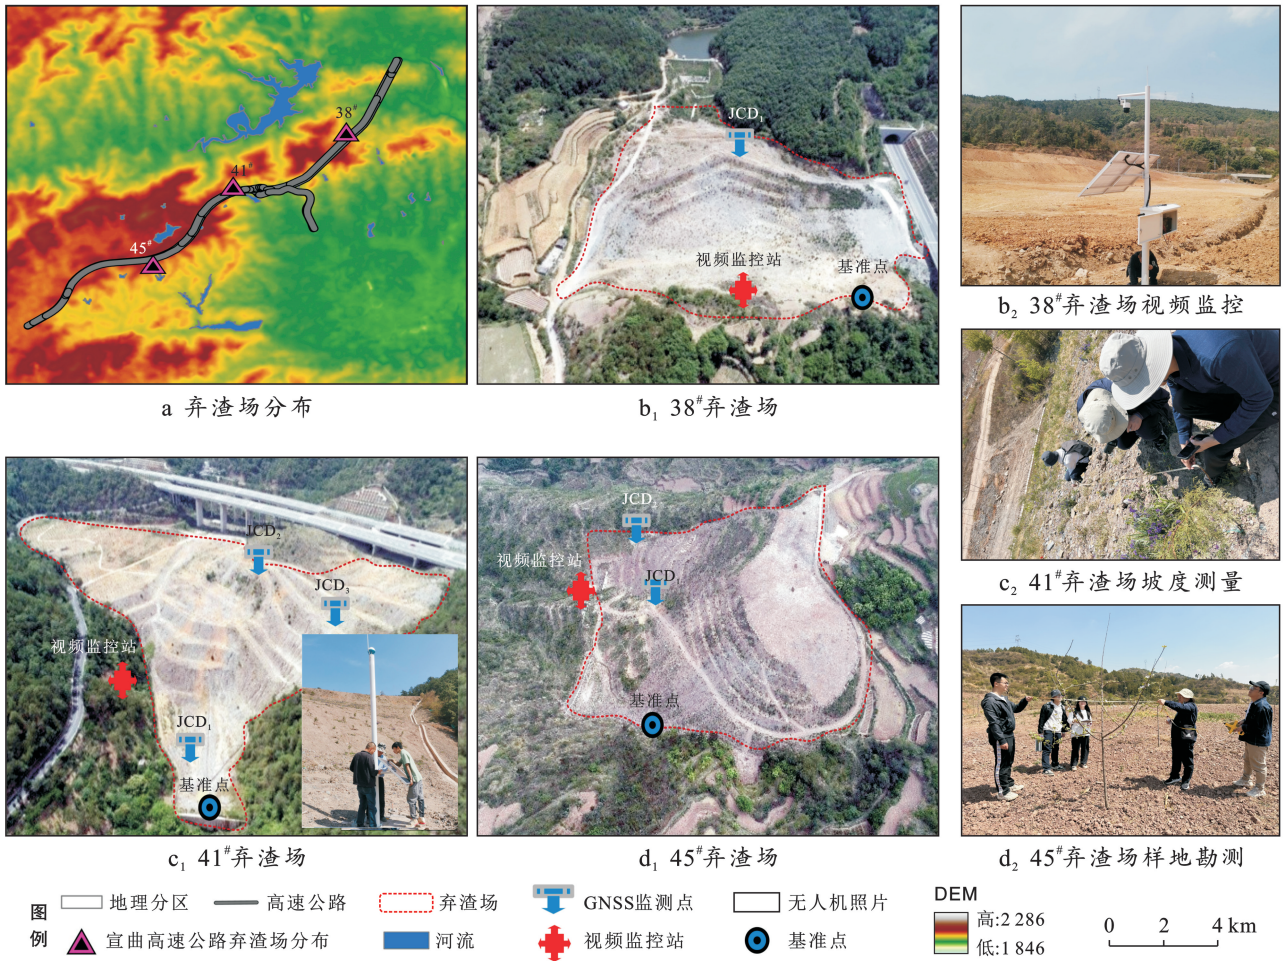 38#
41#
45#
a 弃渣场分布
JCD1
视频监控站
基准点
b1 38#弃渣场
b2 38#弃渣场视频监控
c2 41#弃渣场坡度测量
JCD2
JCD3
视频监控站
JCD1
基准点
c1 41#弃渣场
JCD
视频监控站
JCD
基准点
d1 45#弃渣场
d2 45#弃渣场样地勘测
图例
地理分区
高速公路
弃渣场
GNSS监测点
无人机照片
宣曲高速公路弃渣场分布
河流
视频监控站
基准点
DEM
高:2 286
低:1 846
0 2 4 km